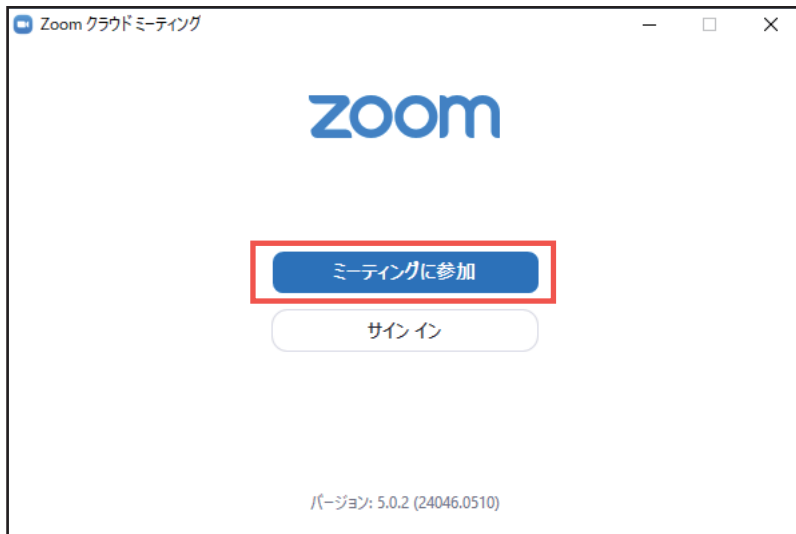 Zoom クラウド ミーティング
zoom
ミーティングに参加
サイン イン
バージョン: 5.0.2 (24046.0510)